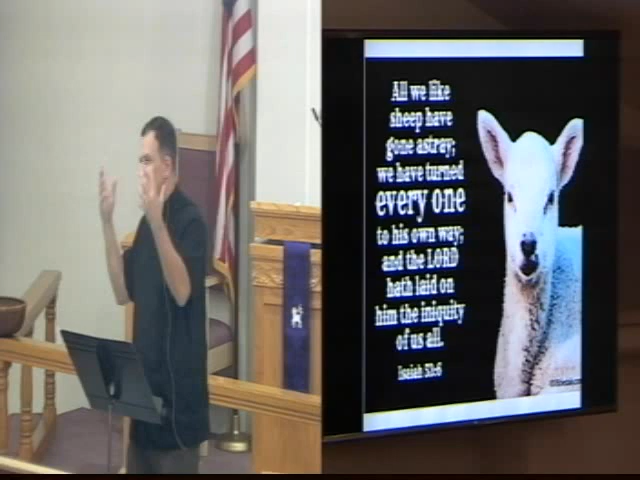 All we like
sheep have
gone astray;
we have turned
every one
to his own way;
and the LORD
hath laid on
him the iniquity
of us all.
Isaiah 53:6